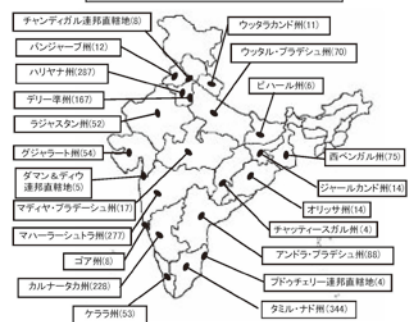 チャンディガル連邦直轄地(8)
パンジャーブ州(12)
ハリヤナ州(287)
デリー準州(167)
ラジャスタン州(52)
グジャラート州(54)
ダマン&ディウ
連邦直轄地(5)
マディヤ・プラデーシュ州(17)
マハーラーシュトラ州(277)
ゴア州(8)
カルナータカ州(228)
ケララ州(53)
ウッタラカンド州(11)
ウッタル・プラデシュ州(70)
ビハール州(6)
西ベンガル州(75)
ジャールカンド州(14)
オリッサ州(14)
チャッティースガル州(4)
アンドラ・プラデシュ州(88)
プドゥチェリー連邦直轄地(4)
タミル・ナド州(344)